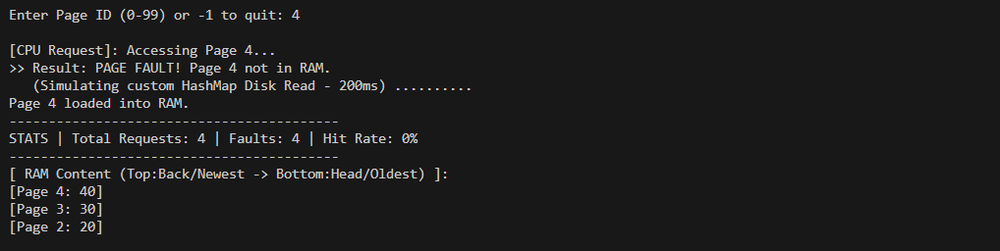 Enter Page ID (0-99) or -1 to quit: 4
[CPU Request]: Accessing Page 4...
>> Result: PAGE FAULT! Page 4 not in RAM.
(Simulating custom HashMap Disk Read - 200ms) ..........
Page 4 loaded into RAM.
------------------------------------------
STATS | Total Requests: 4 | Faults: 4 | Hit Rate: 0%
------------------------------------------
[ RAM Content (Top:Back/Newest -> Bottom:Head/Oldest) ]:
[Page 4: 40]
[Page 3: 30]
[Page 2: 20]